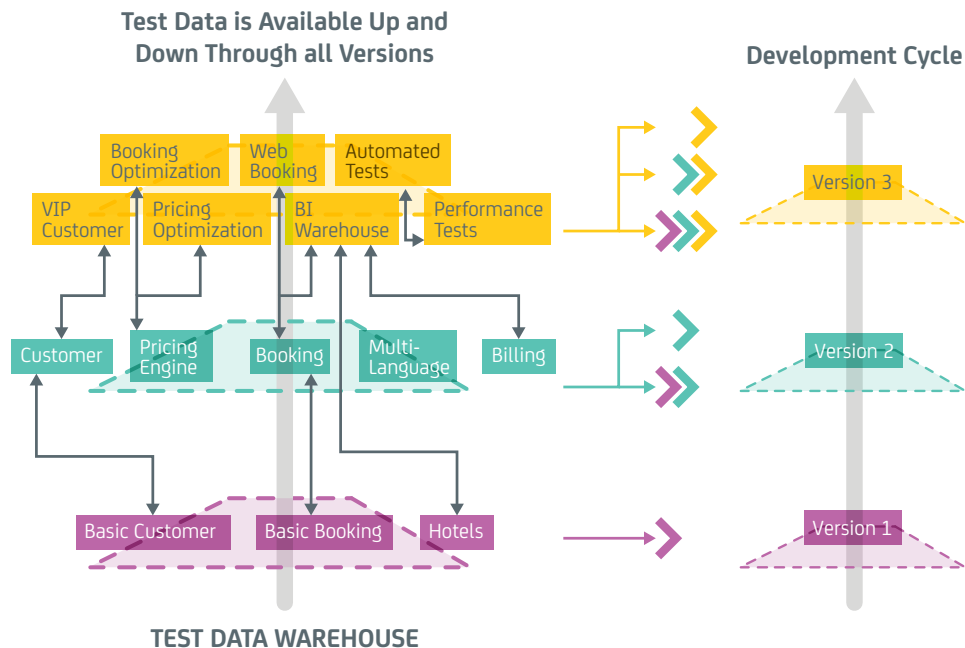 Test Data is Available Up and
Down Through all Versions
Development Cycle
Booking
Optimization
Web
Booking
Automated
Tests
VIP
Customer
Pricing
Optimization
BI
Warehouse
Performance
Tests
Version 3
Customer
Pricing
Engine
Booking
Multi-
Language
Billing
Version 2
Basic Customer
Basic Booking
Hotels
Version 1
TEST DATA WAREHOUSE